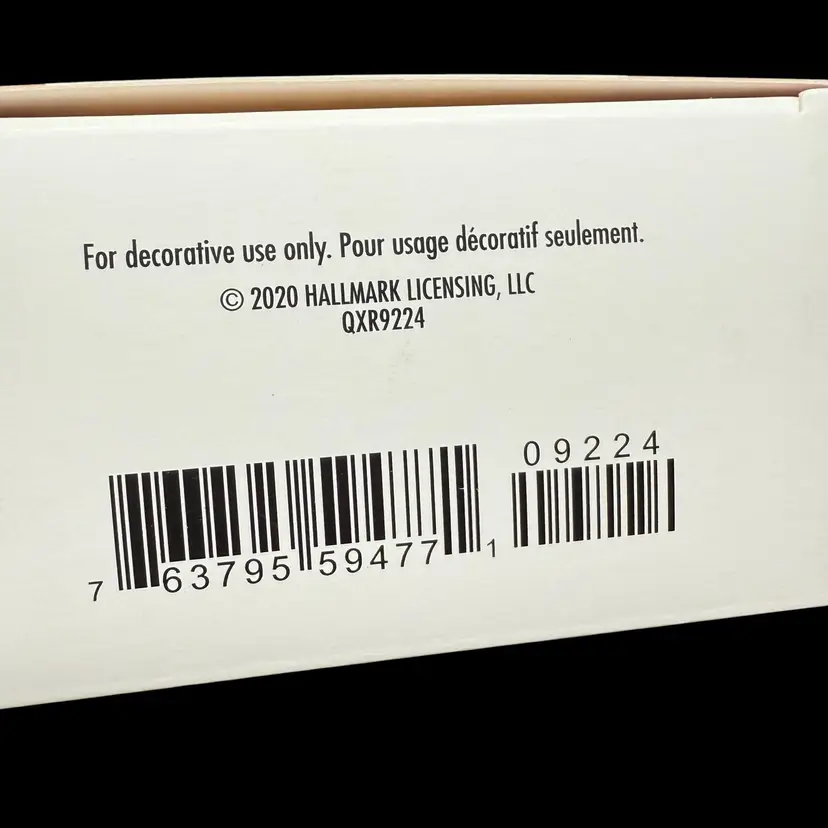 For decorative use only. Pour usage décoratif seulement.
© 2020 HALLMARK LICENSING, LLC
QXR9224
09224
7 63795 59477 1